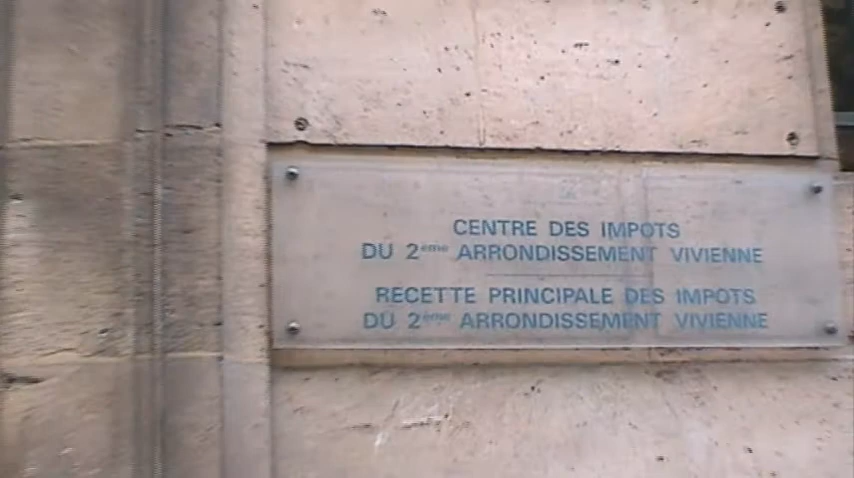 CENTRE DES IMPOTS
DU 2ème ARRONDISSEMENT VIVIENNE
RECETTE PRINCIPALE DES IMPOTS
DU 2ème ARRONDISSEMENT VIVIENNE